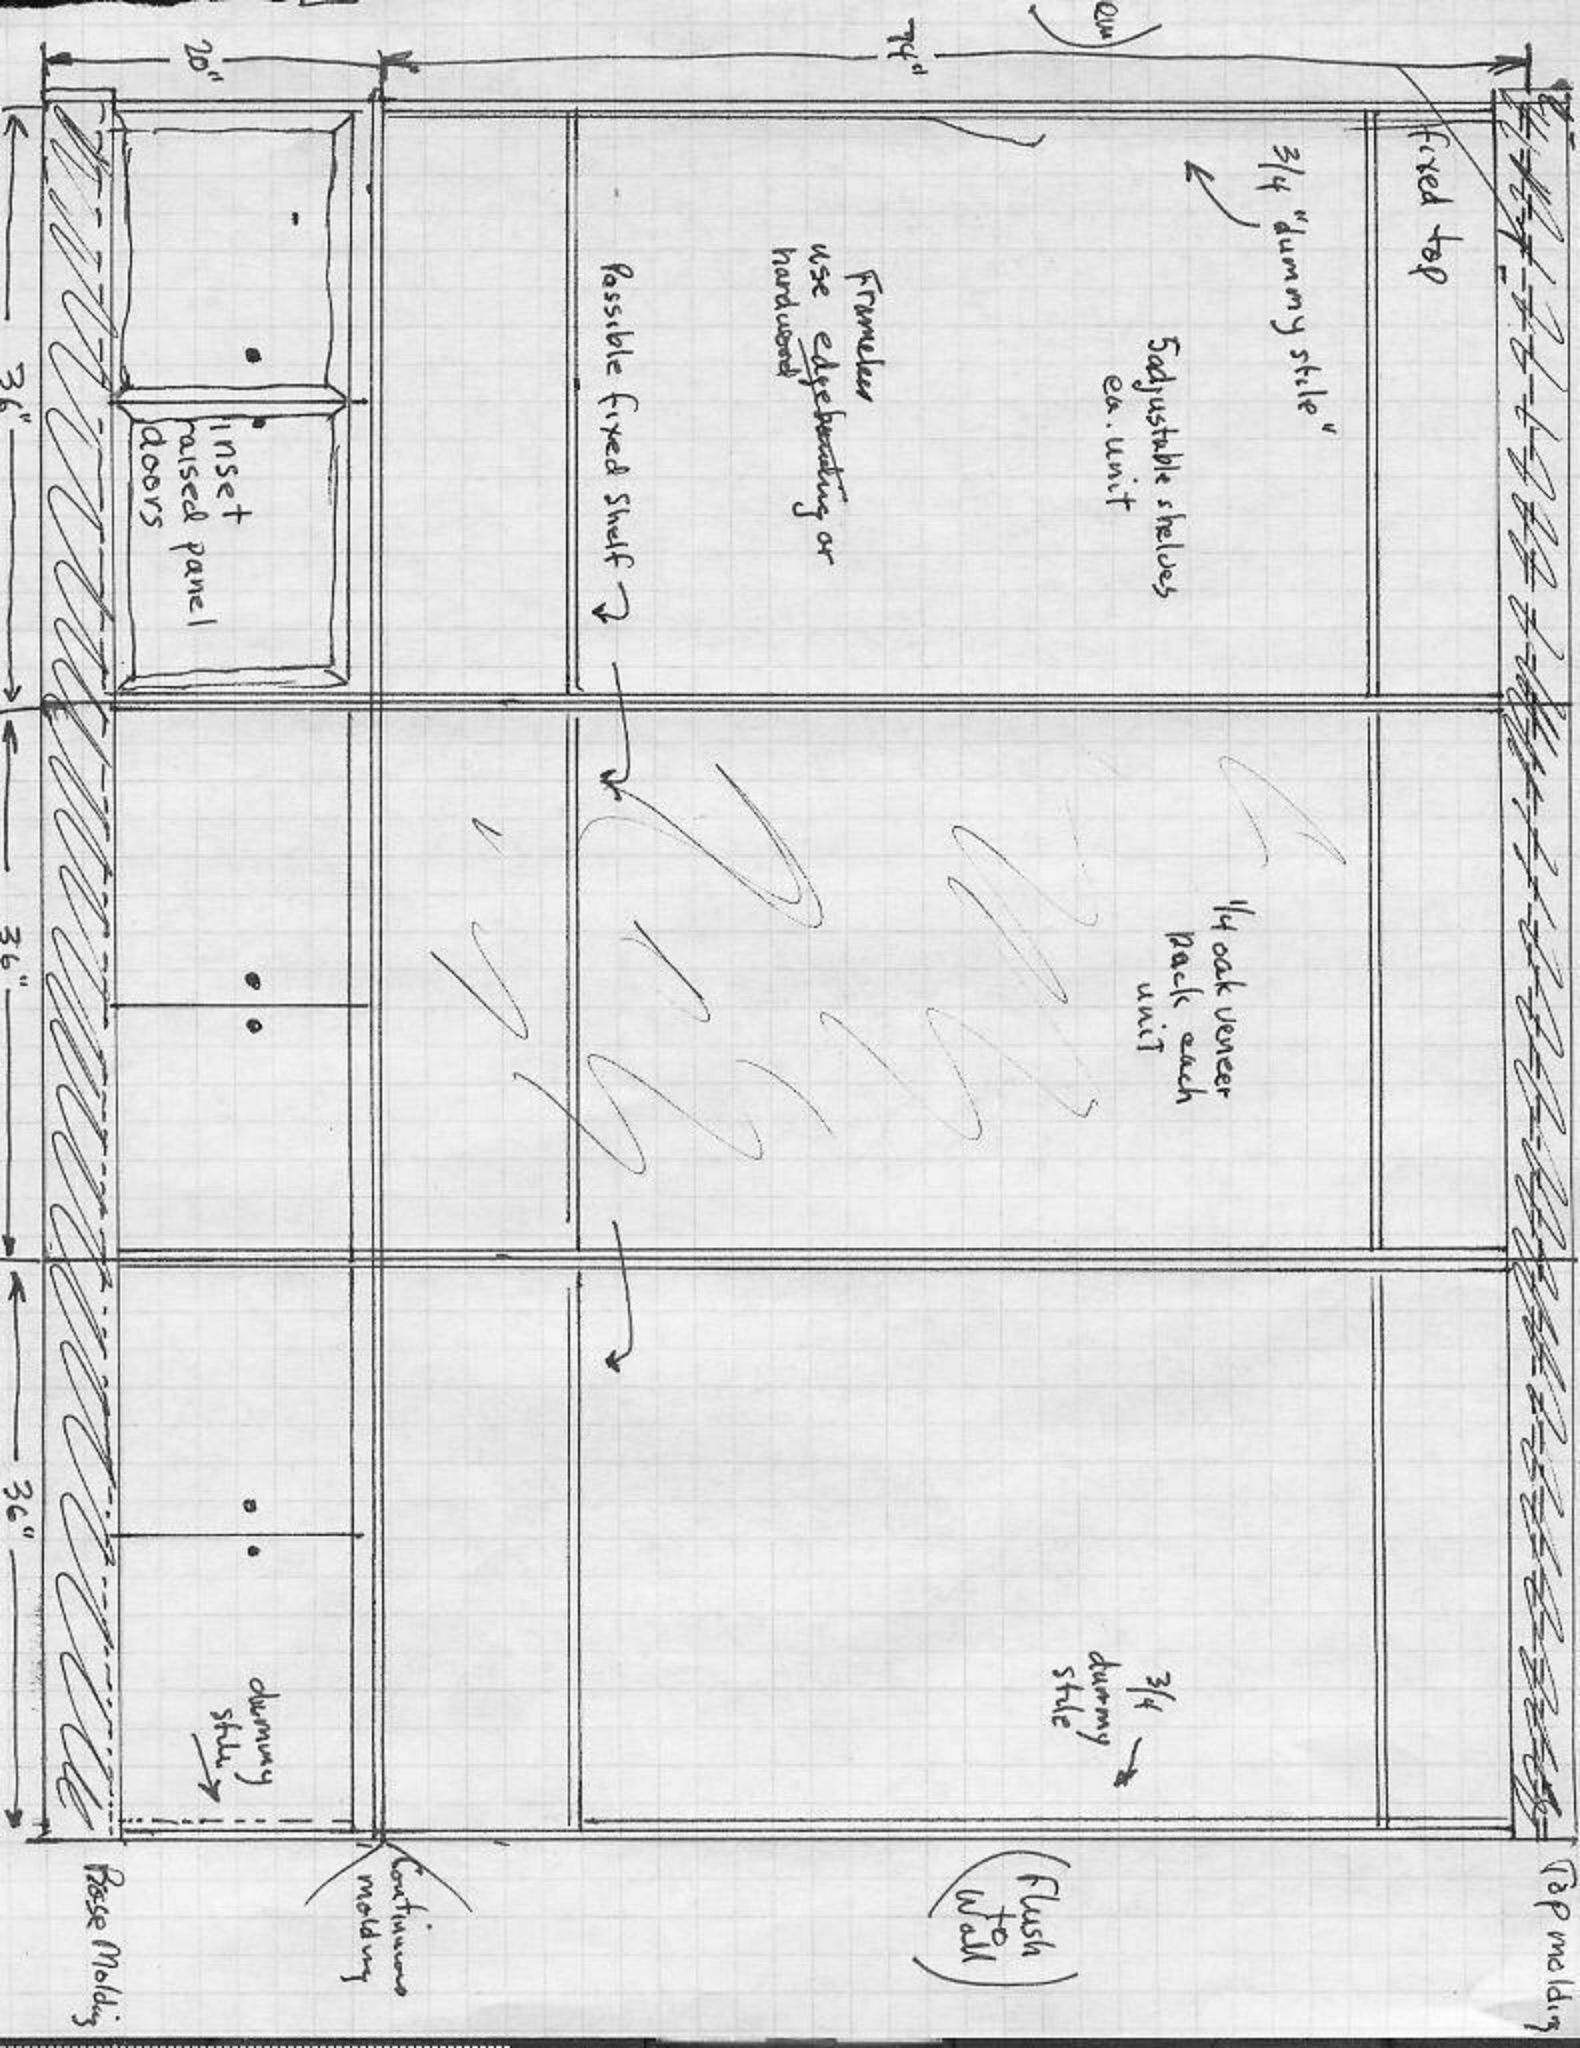 Top molding
74"
fixed top
3/4 "dummy stile"
5 adjustable shelves
ea. unit
1/4 oak veneer
back each
unit
3/4
dummy
stile
(Flush
to
Wall)
Frameless
use edgebanding or
hardwood
Possible fixed shelf
20"
Continuous
molding
inset
raised panel
doors
dummy
stile
Base Molding
36"
36"
36"